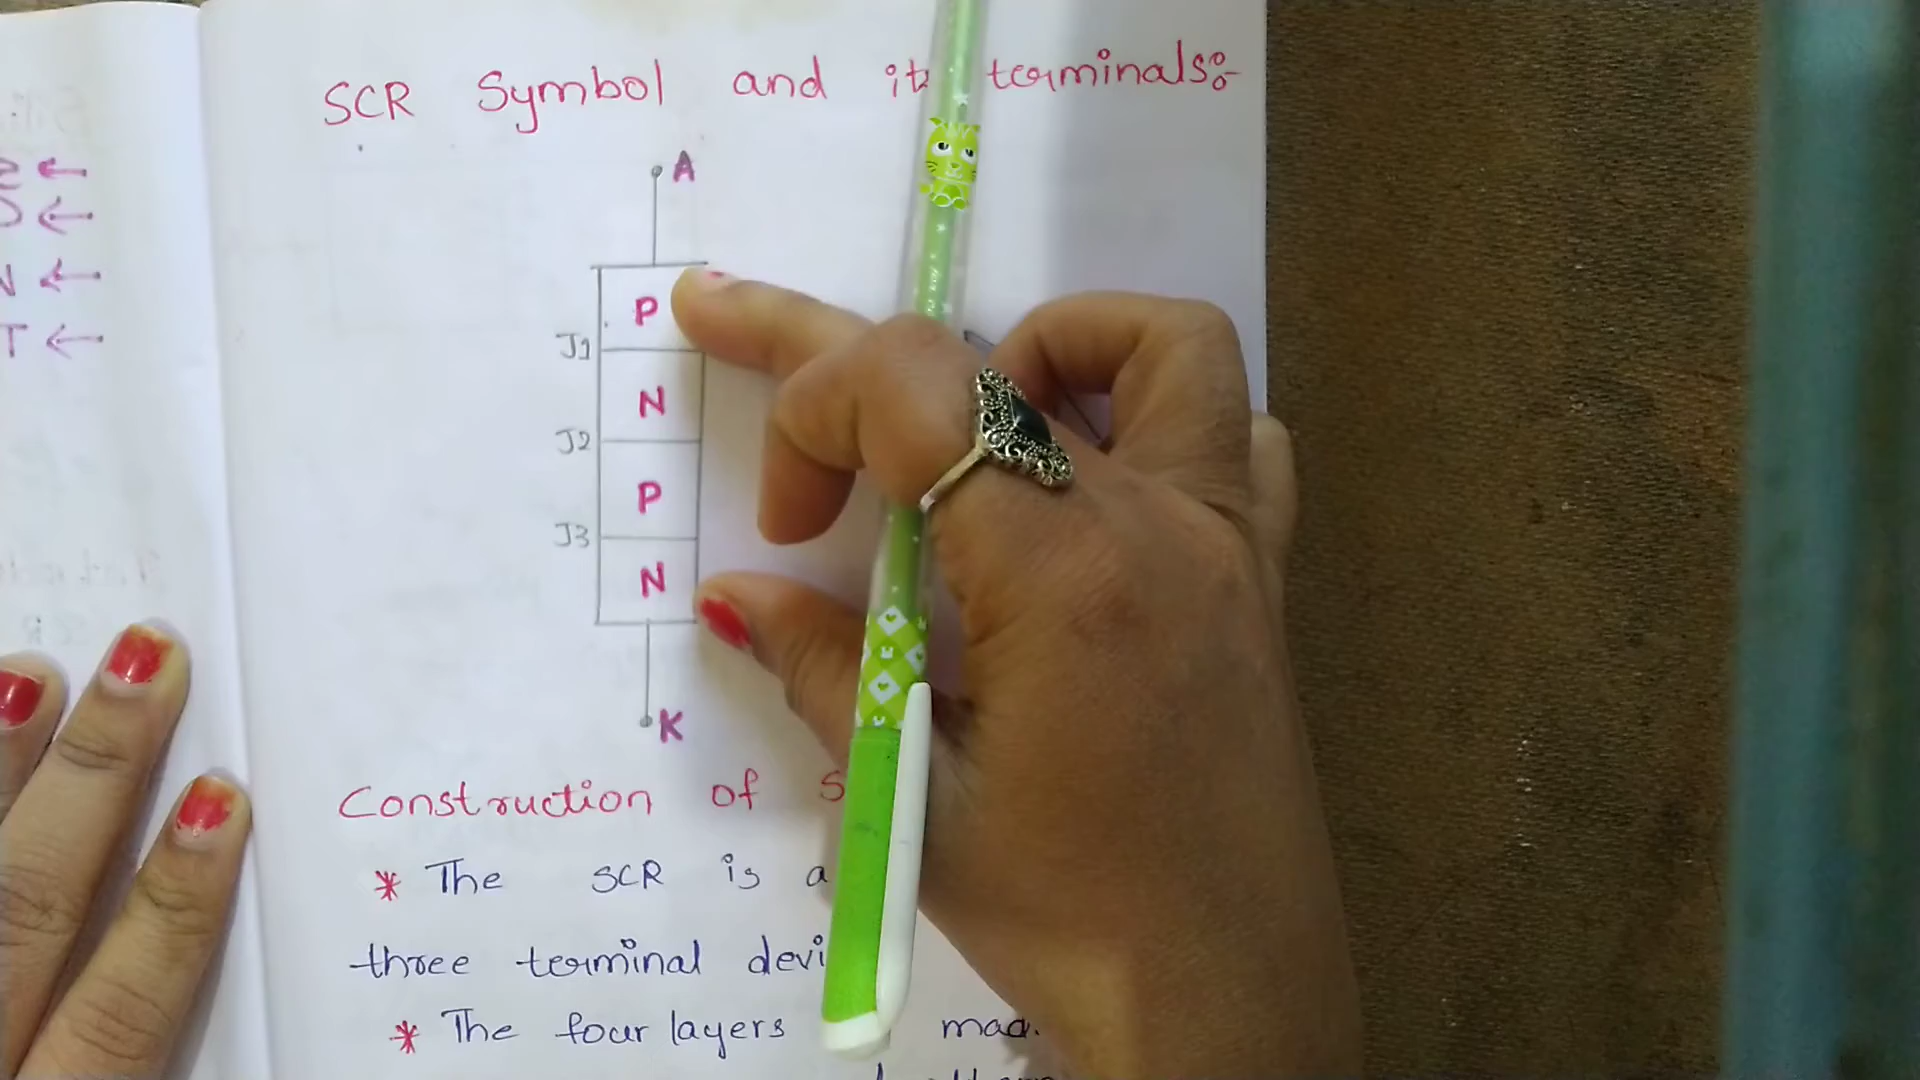 SCR Symbol and its terminals:-
A
P
J1
N
J2
P
J3
N
K
Construction of S
* The SCR is a
three terminal devi
* The four layers mad